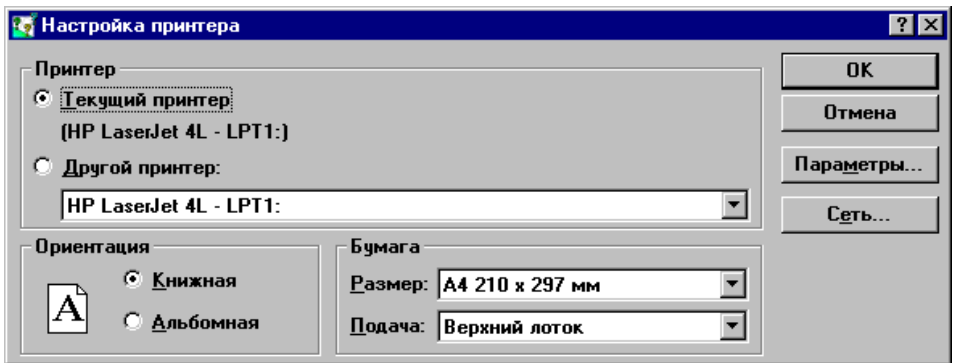 Настройка принтера
Принтер
Текущий принтер
(HP LaserJet 4L - LPT1:)
Другой принтер:
HP LaserJet 4L - LPT1:
OK
Отмена
Параметры...
Сеть...
Ориентация
A
Книжная
Альбомная
Бумага
Размер: A4 210 x 297 мм
Подача: Верхний лоток